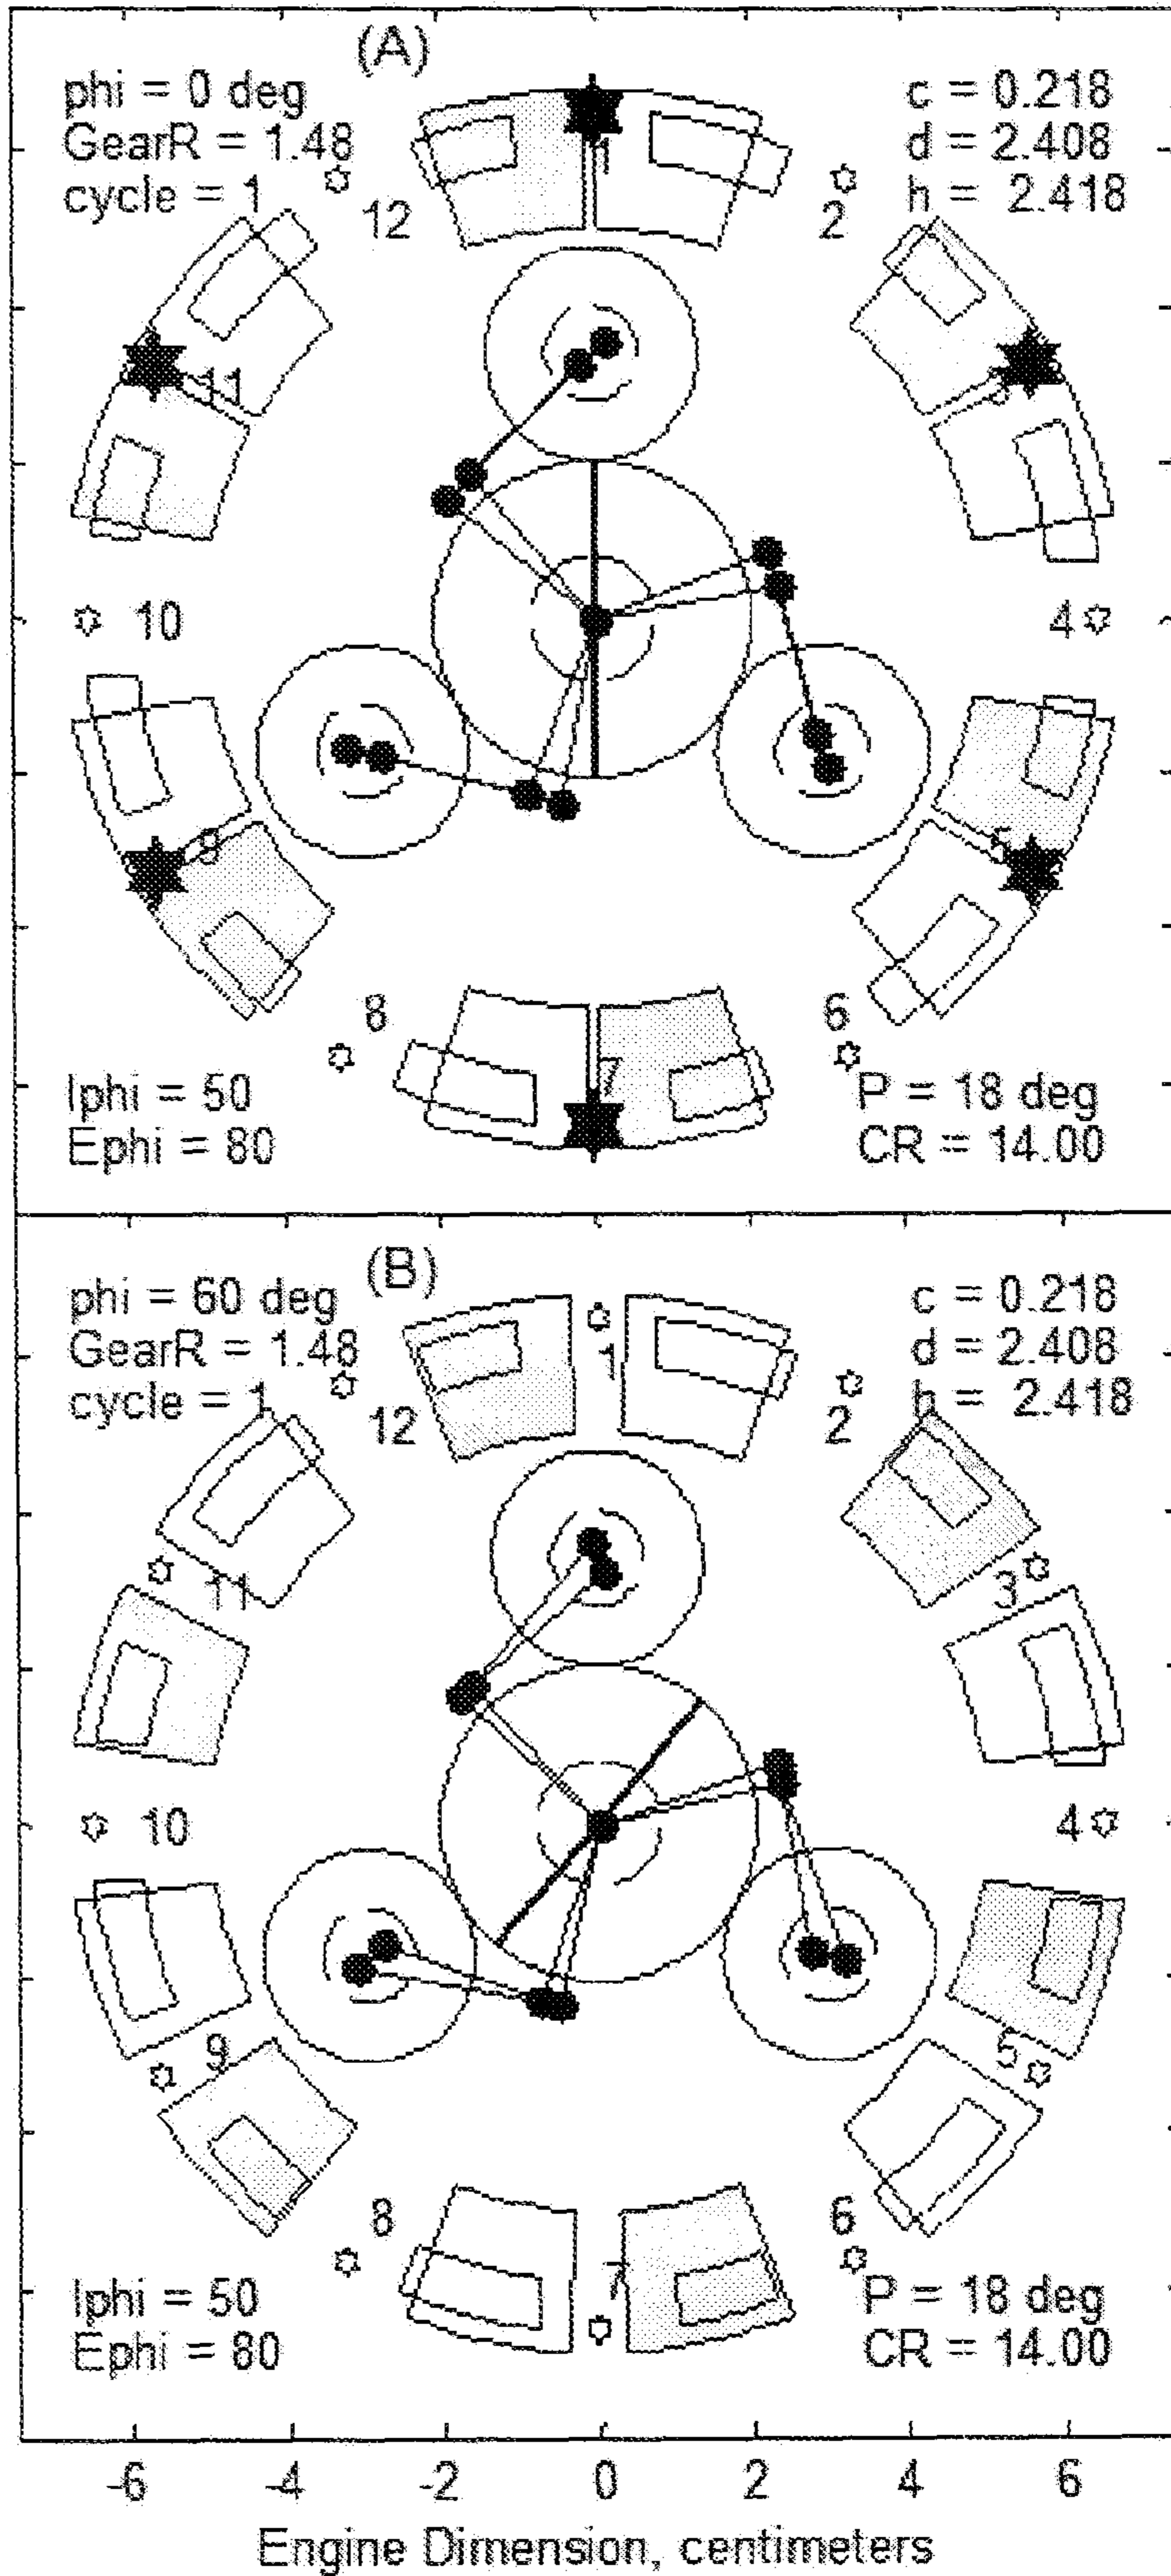 (A)
phi = 0 deg
GearR = 1.48
cycle = 1
c = 0.218
d = 2.408
h = 2.418
1
12
2
11
3
10
4
9
5
8
6
7
Iphi = 50
Ephi = 80
P = 18 deg
CR = 14.00
(B)
phi = 60 deg
GearR = 1.48
cycle = 1
c = 0.218
d = 2.408
h = 2.418
1
12
2
11
3
10
4
9
5
8
6
7
Iphi = 50
Ephi = 80
P = 18 deg
CR = 14.00
-6 -4 -2 0 2 4 6
Engine Dimension, centimeters